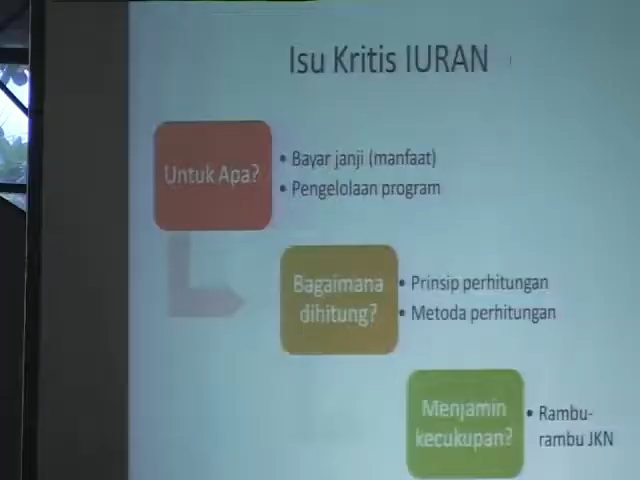 Isu Kritis IURAN
Untuk Apa?
• Bayar janji (manfaat)
• Pengelolaan program
Bagaimana
dihitung?
• Prinsip perhitungan
• Metoda perhitungan
Menjamin
kecukupan?
• Rambu-
rambu JKN